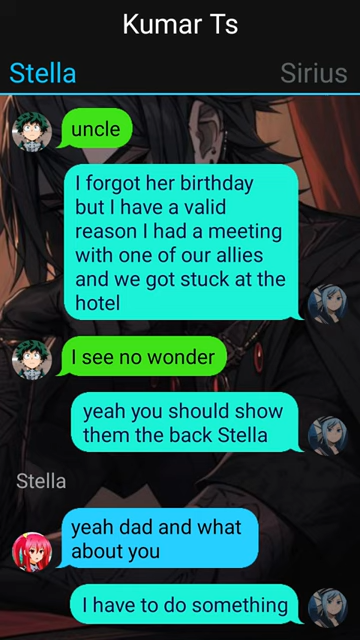 Kumar Ts
Stella
Sirius
uncle
I forgot her birthday
but I have a valid
reason I had a meeting
with one of our allies
and we got stuck at the
hotel
I see no wonder
yeah you should show
them the back Stella
Stella
yeah dad and what
about you
I have to do something